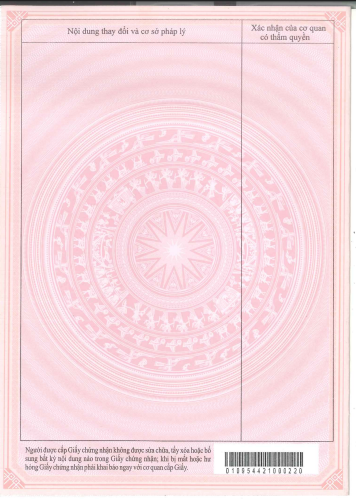 Nội dung thay đổi và cơ sở pháp lý
Xác nhận của cơ quan
có thẩm quyền
Người được cấp Giấy chứng nhận không được sửa chữa, tẩy xóa hoặc bổ
sung bất kỳ nội dung nào trong Giấy chứng nhận; khi bị mất hoặc hư
hỏng Giấy chứng nhận phải khai báo ngay với cơ quan cấp Giấy.
010954421000220